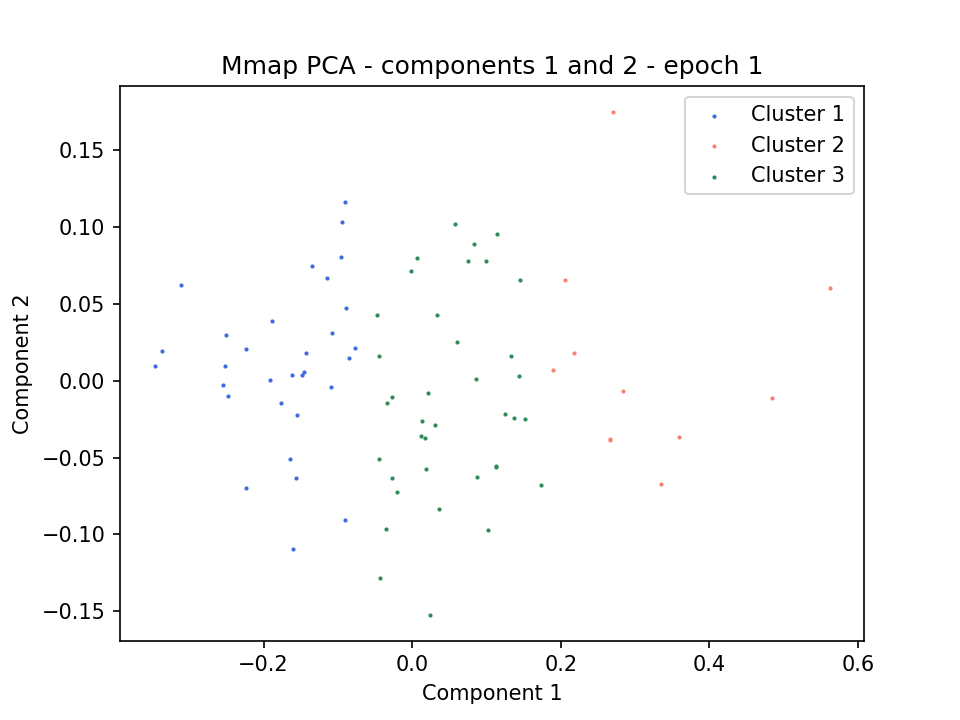 Mmap PCA - components 1 and 2 - epoch 1
Cluster 1
Cluster 2
Cluster 3
0.15
0.10
0.05
0.00
−0.05
−0.10
−0.15
Component 2
−0.2
0.0
0.2
0.4
0.6
Component 1